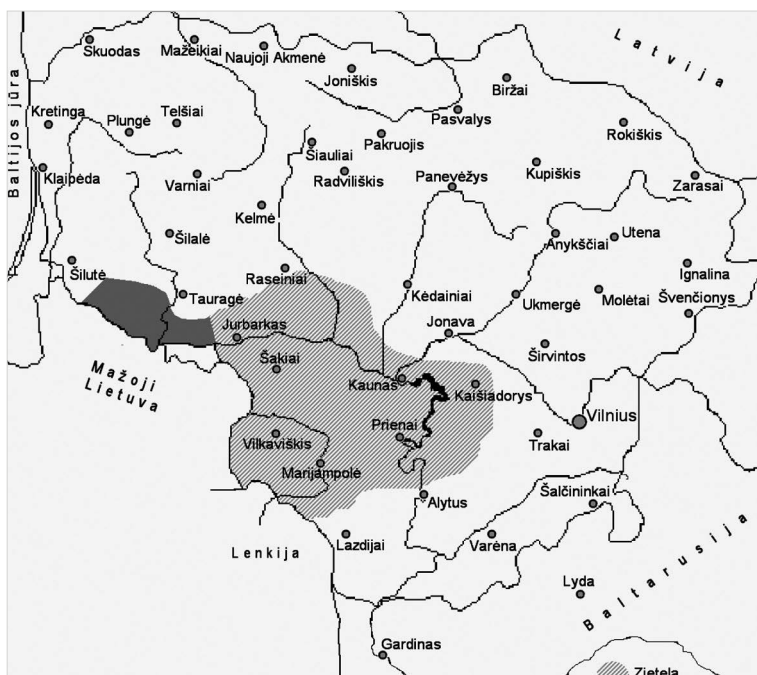 Skuodas
Mažeikiai
Naujoji Akmenė
Joniškis
Latvija
Biržai
Baltijos jūra
Kretinga
Plungė
Telšiai
Pasvalys
Rokiškis
Šiauliai
Pakruojis
Klaipėda
Varniai
Radviliškis
Panevėžys
Kupiškis
Zarasai
Kelmė
Šilalė
Anykščiai
Utena
Šilutė
Raseiniai
Ignalina
Tauragė
Kėdainiai
Ukmergė
Molėtai
Švenčionys
Jurbarkas
Jonava
Širvintos
Mažoji
Lietuva
Šakiai
Kaunas
Kaišiadorys
Vilnius
Prienai
Vilkaviškis
Trakai
Marijampolė
Alytus
Šalčininkai
Lenkija
Lazdijai
Varėna
Baltarusija
Lyda
Gardinas
Zietela